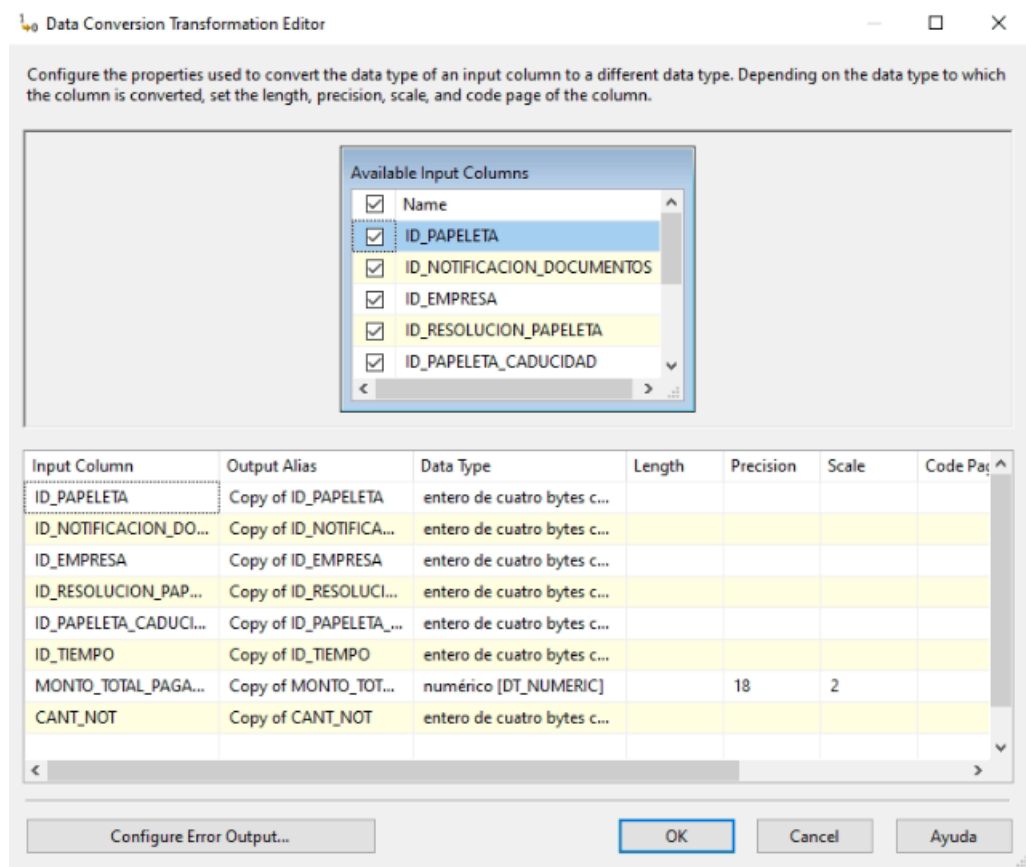 Data Conversion Transformation Editor
Configure the properties used to convert the data type of an input column to a different data type. Depending on the data type to which
the column is converted, set the length, precision, scale, and code page of the column.
Available Input Columns
Name
ID_PAPELETA
ID_NOTIFICACION_DOCUMENTOS
ID_EMPRESA
ID_RESOLUCION_PAPELETA
ID_PAPELETA_CADUCIDAD
Input Column Output Alias Data Type Length Precision Scale Code Pag
ID_PAPELETA Copy of ID_PAPELETA entero de cuatro bytes c...
ID_NOTIFICACION_DO... Copy of ID_NOTIFICA... entero de cuatro bytes c...
ID_EMPRESA Copy of ID_EMPRESA entero de cuatro bytes c...
ID_RESOLUCION_PAP... Copy of ID_RESOLUCI... entero de cuatro bytes c...
ID_PAPELETA_CADUCI... Copy of ID_PAPELETA_... entero de cuatro bytes c...
ID_TIEMPO Copy of ID_TIEMPO entero de cuatro bytes c...
MONTO_TOTAL_PAGA... Copy of MONTO_TOT... numérico [DT_NUMERIC] 18 2
CANT_NOT Copy of CANT_NOT entero de cuatro bytes c...
Configure Error Output... OK Cancel Ayuda